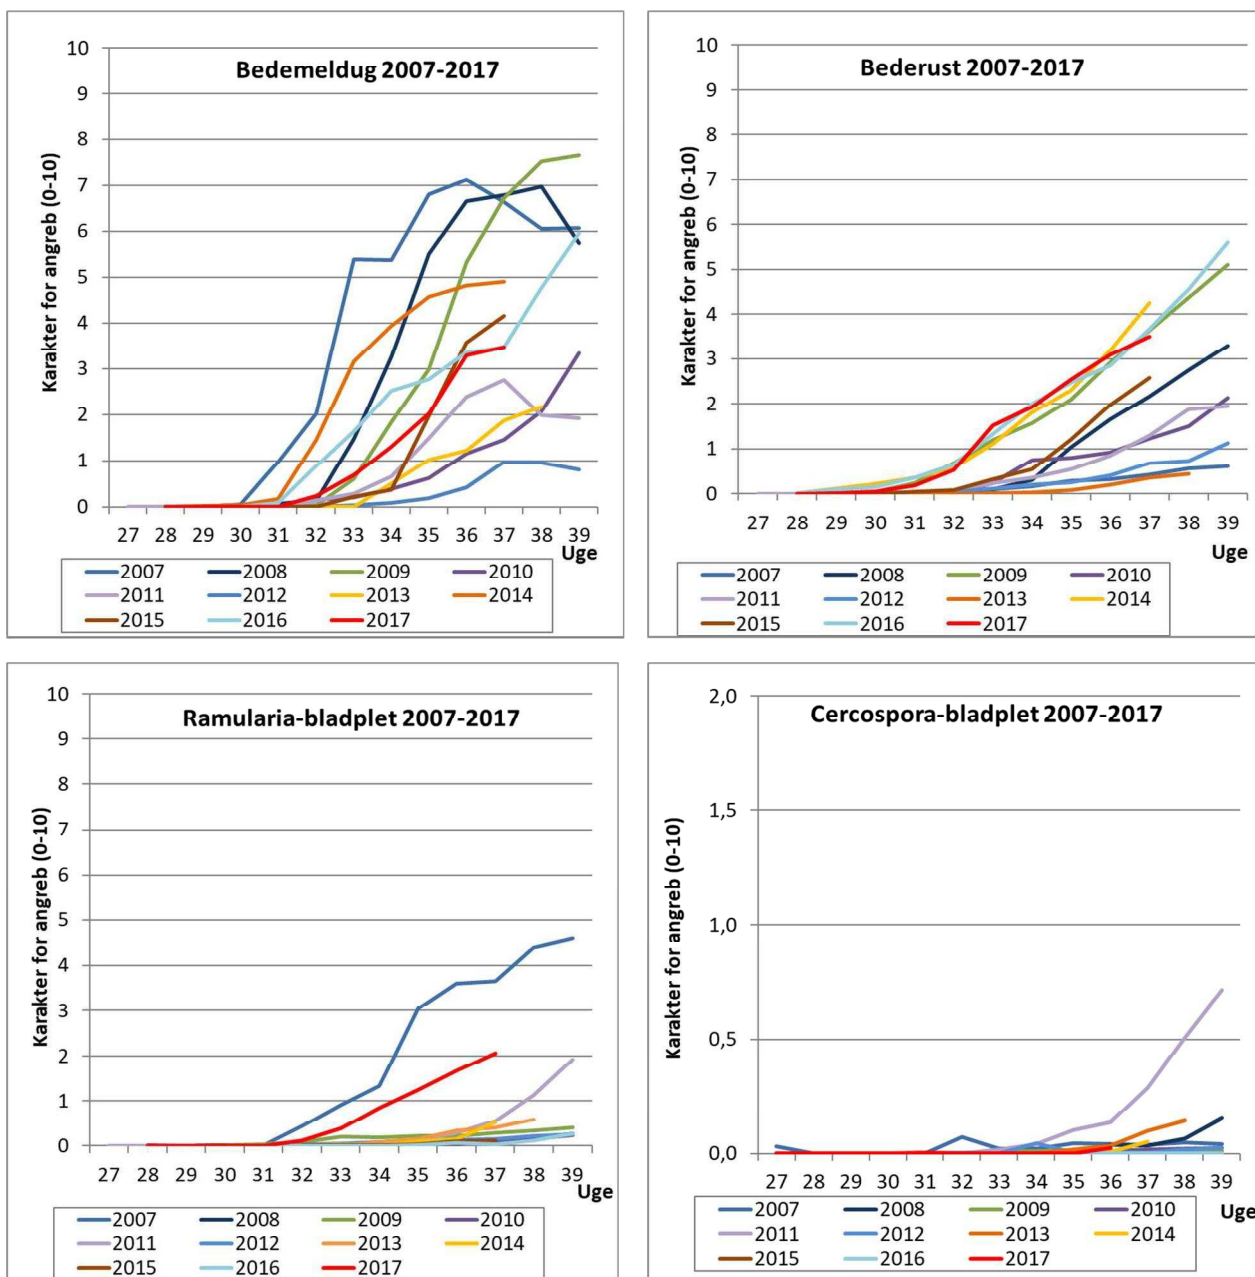 Bedemeldug 2007-2017
Karakter for angreb (0-10)
10
9
8
7
6
5
4
3
2
1
0
27 28 29 30 31 32 33 34 35 36 37 38 39
Uge
2007 2008 2009 2010
2011 2012 2013 2014
2015 2016 2017
Bederust 2007-2017
Karakter for angreb (0-10)
10
9
8
7
6
5
4
3
2
1
0
27 28 29 30 31 32 33 34 35 36 37 38 39
Uge
2007 2008 2009 2010
2011 2012 2013 2014
2015 2016 2017
Ramularia-bladplet 2007-2017
Karakter for angreb (0-10)
10
9
8
7
6
5
4
3
2
1
0
27 28 29 30 31 32 33 34 35 36 37 38 39
Uge
2007 2008 2009 2010
2011 2012 2013 2014
2015 2016 2017
Cercospora-bladplet 2007-2017
Karakter for angreb (0-10)
2,0
1,5
1,0
0,5
0,0
27 28 29 30 31 32 33 34 35 36 37 38 39
Uge
2007 2008 2009 2010
2011 2012 2013 2014
2015 2016 2017